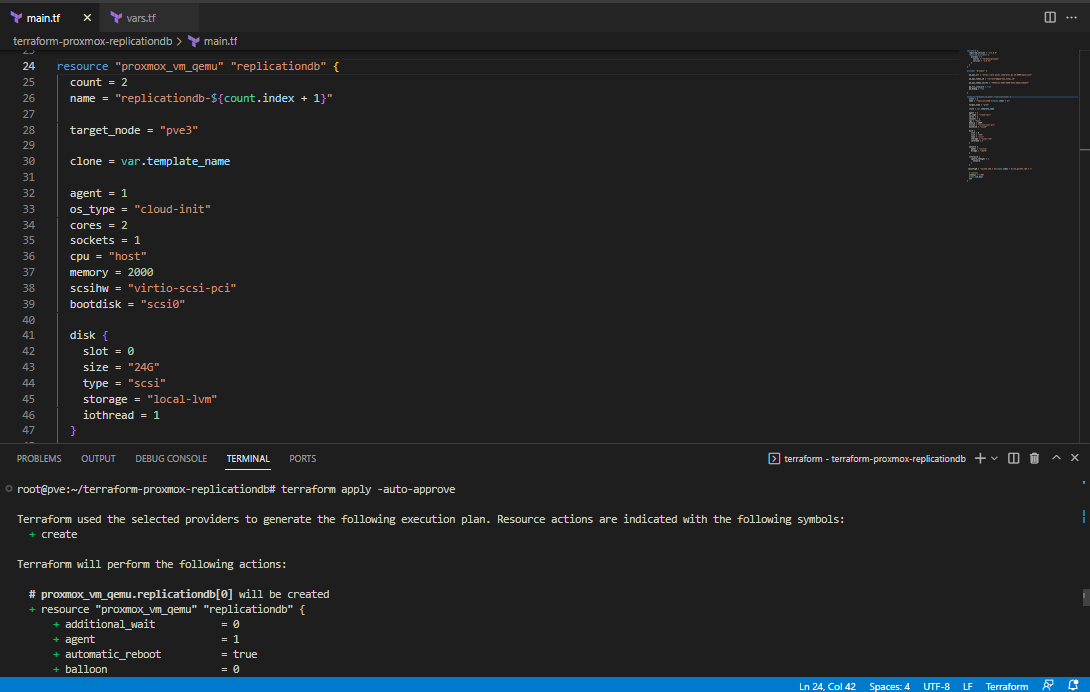 main.tf
vars.tf
terraform-proxmox-replicationdb > main.tf
24 resource "proxmox_vm_qemu" "replicationdb" {
25 count = 2
26 name = "replicationdb-${count.index + 1}"
27
28 target_node = "pve3"
29
30 clone = var.template_name
31
32 agent = 1
33 os_type = "cloud-init"
34 cores = 2
35 sockets = 1
36 cpu = "host"
37 memory = 2000
38 scsihw = "virtio-scsi-pci"
39 bootdisk = "scsi0"
40
41 disk {
42 slot = 0
43 size = "24G"
44 type = "scsi"
45 storage = "local-lvm"
46 iothread = 1
47 }
PROBLEMS OUTPUT DEBUG CONSOLE TERMINAL PORTS
terraform - terraform-proxmox-replicationdb
root@pve:~/terraform-proxmox-replicationdb# terraform apply -auto-approve
Terraform used the selected providers to generate the following execution plan. Resource actions are indicated with the following symbols:
+ create
Terraform will perform the following actions:
# proxmox_vm_qemu.replicationdb[0] will be created
+ resource "proxmox_vm_qemu" "replicationdb" {
+ additional_wait = 0
+ agent = 1
+ automatic_reboot = true
+ balloon = 0
Ln 24, Col 42 Spaces: 4 UTF-8 LF Terraform